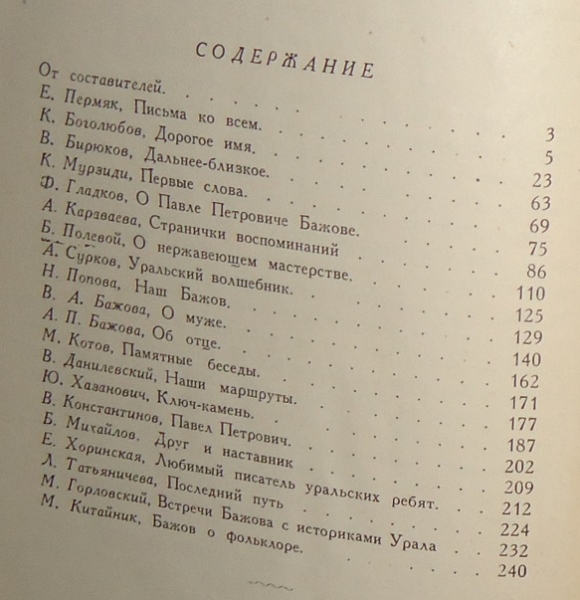 СОДЕРЖАНИЕ
От составителей. . . . . . . . . . 3
Е. Пермяк, Письма ко всем. . . . . . . . 5
К. Боголюбов, Дорогое имя. . . . . . . . 23
В. Бирюков, Дальнее-близкое. . . . . . . . 63
К. Мурзиди, Первые слова. . . . . . . . 69
Ф. Гладков, О Павле Петровиче Бажове. . . . . . 75
А. Караваева, Странички воспоминаний . . . . . . 86
Б. Полевой, О нержавеющем мастерстве. . . . . . 110
А. Сурков, Уральский волшебник. . . . . . . 125
Н. Попова, Наш Бажов. . . . . . . . . 129
В. А. Бажова, О муже. . . . . . . . . 140
А. П. Бажова, Об отце. . . . . . . . . 162
М. Котов, Памятные беседы. . . . . . . . 171
В. Данилевский, Наши маршруты. . . . . . . 177
Ю. Хазанович, Ключ-камень. . . . . . . . 187
В. Константинов, Павел Петрович. . . . . . . 202
Б. Михайлов, Друг и наставник . . . . . . . 209
Е. Хоринская, Любимый писатель уральских ребят. . . 212
Л. Татьяничева, Последний путь . . . . . . . 224
М. Горловский, Встречи Бажова с историками Урала . . 232
М. Китайник, Бажов о фольклоре. . . . . . 240